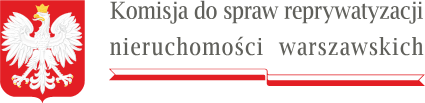 Komisja do spraw reprywatyzacji
nieruchomości warszawskich